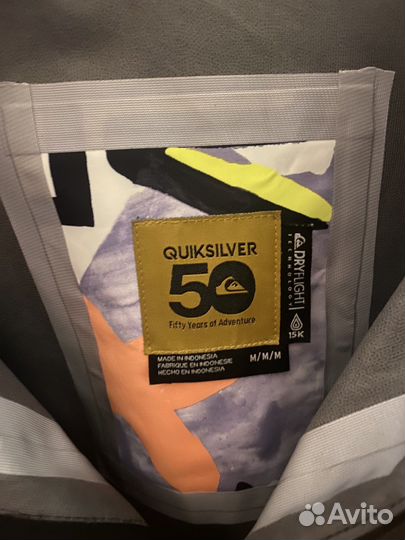 QUIKSILVER
50
Fifty Years of Adventure
DRYFLIGHT
TECHNOLOGY
15K
MADE IN INDONESIA
FABRIQUE EN INDONESIE
HECHO EN INDONESIA
M/M/M
Avito